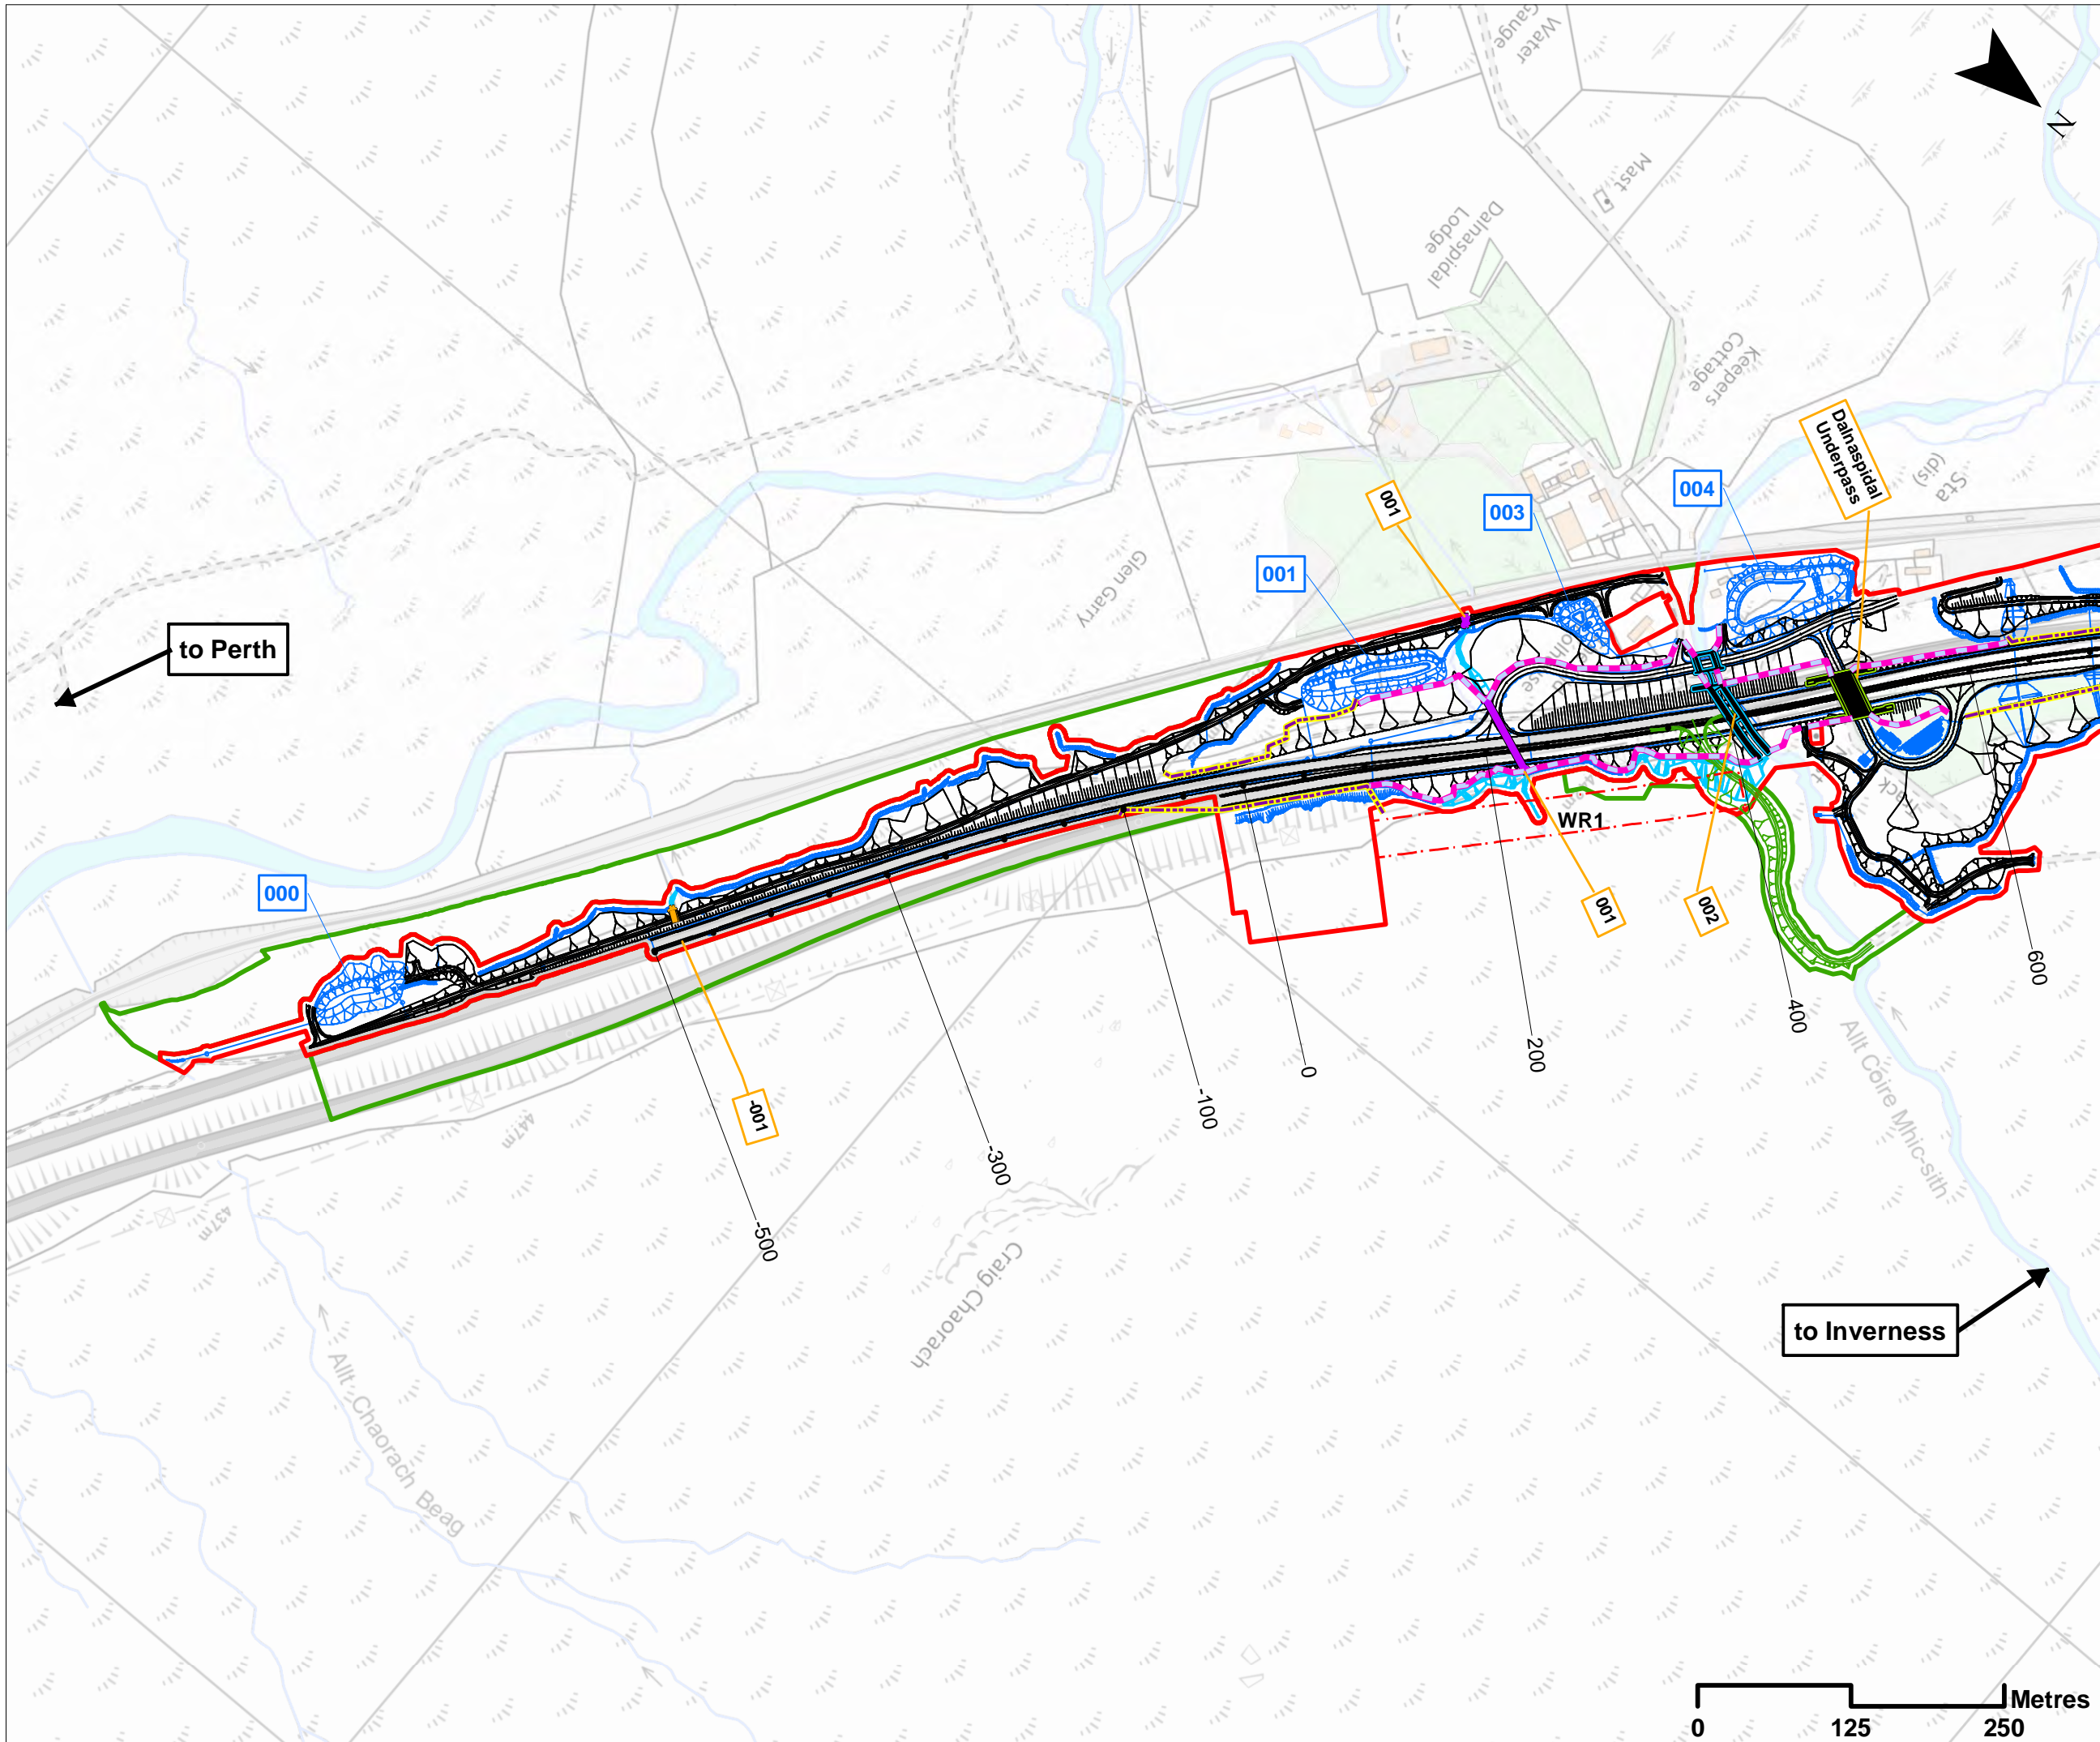 Water
Gauge
N
Mast
Dalnaspidal
Lodge
Keepers
Cottage
Dalnaspidal
Underpass
Sta
(dis)
001
003
004
001
Glen Garry
to Perth
WR1
000
001
002
600
400
200
0
-100
-300
-500
-001
447m
437m
Allt Coire Mhic-sith
Craig Chaorach
Allt Chaorach Beag
to Inverness
Metres
0 125 250